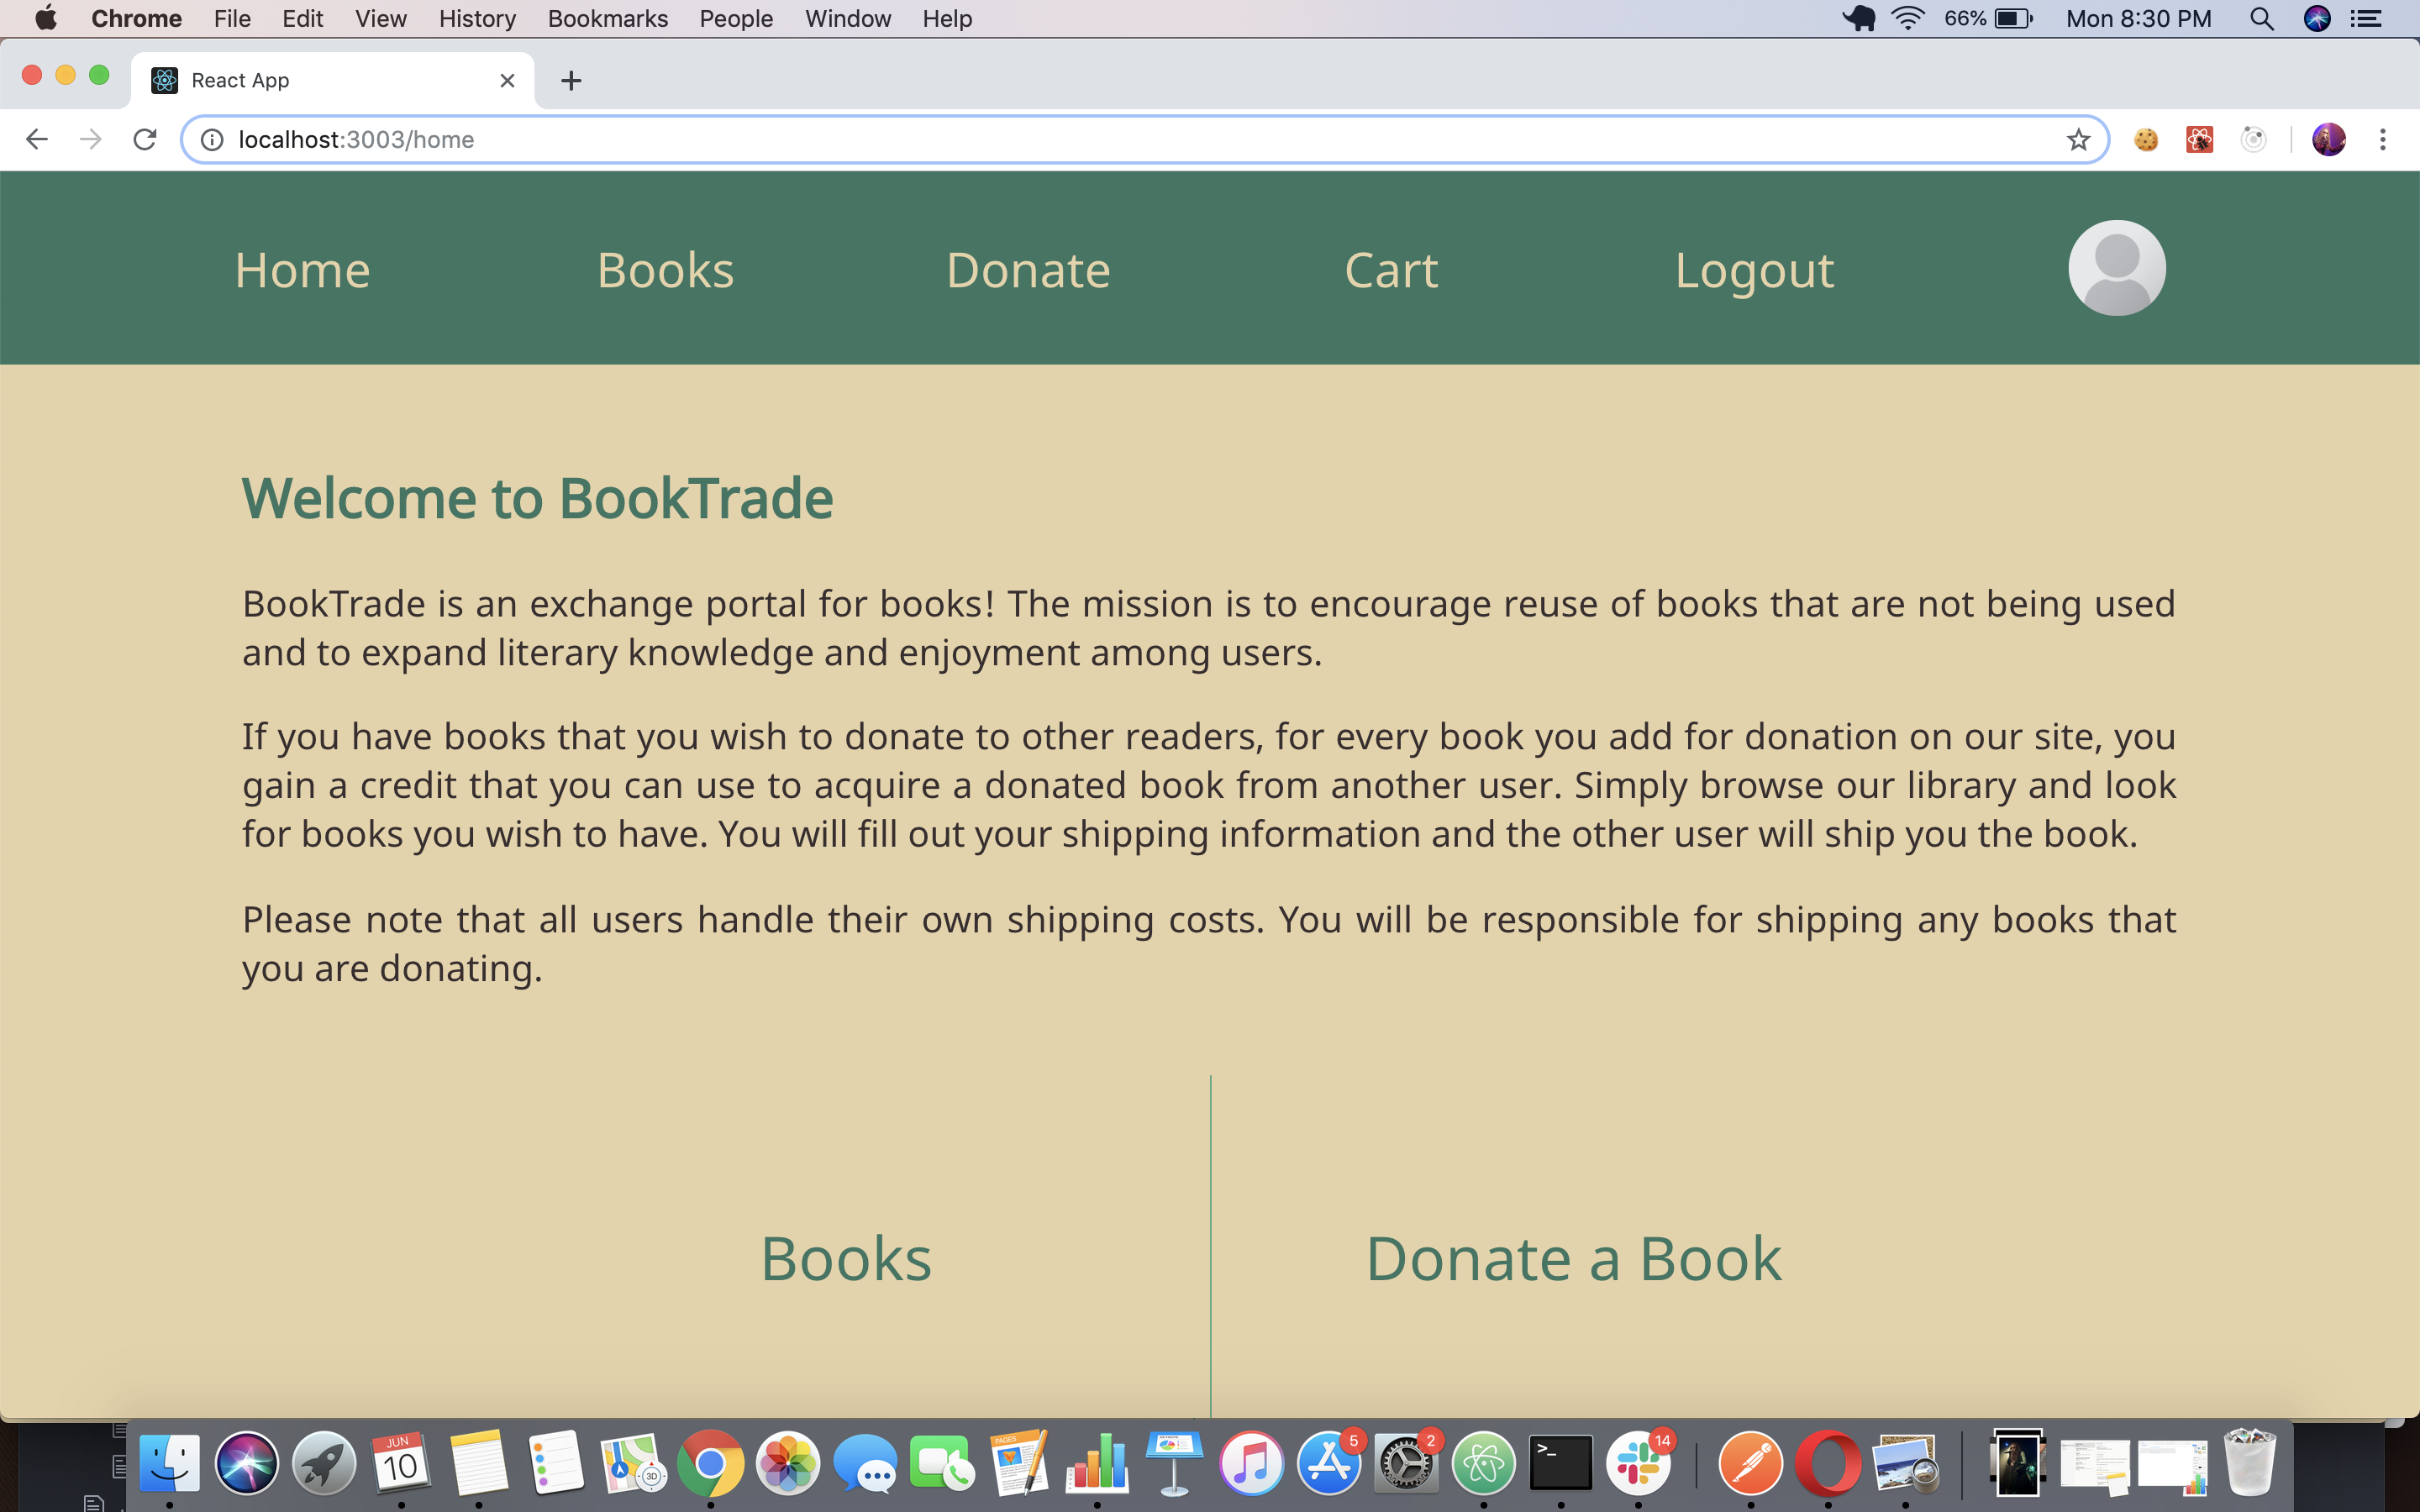 Chrome File Edit View History Bookmarks People Window Help 66% Mon 8:30 PM
React App
localhost:3003/home
Home Books Donate Cart Logout
Welcome to BookTrade
BookTrade is an exchange portal for books! The mission is to encourage reuse of books that are not being used
and to expand literary knowledge and enjoyment among users.
If you have books that you wish to donate to other readers, for every book you add for donation on our site, you
gain a credit that you can use to acquire a donated book from another user. Simply browse our library and look
for books you wish to have. You will fill out your shipping information and the other user will ship you the book.
Please note that all users handle their own shipping costs. You will be responsible for shipping any books that
you are donating.
Books Donate a Book
JUN 10 3D PAGES 5 2 >_ 14